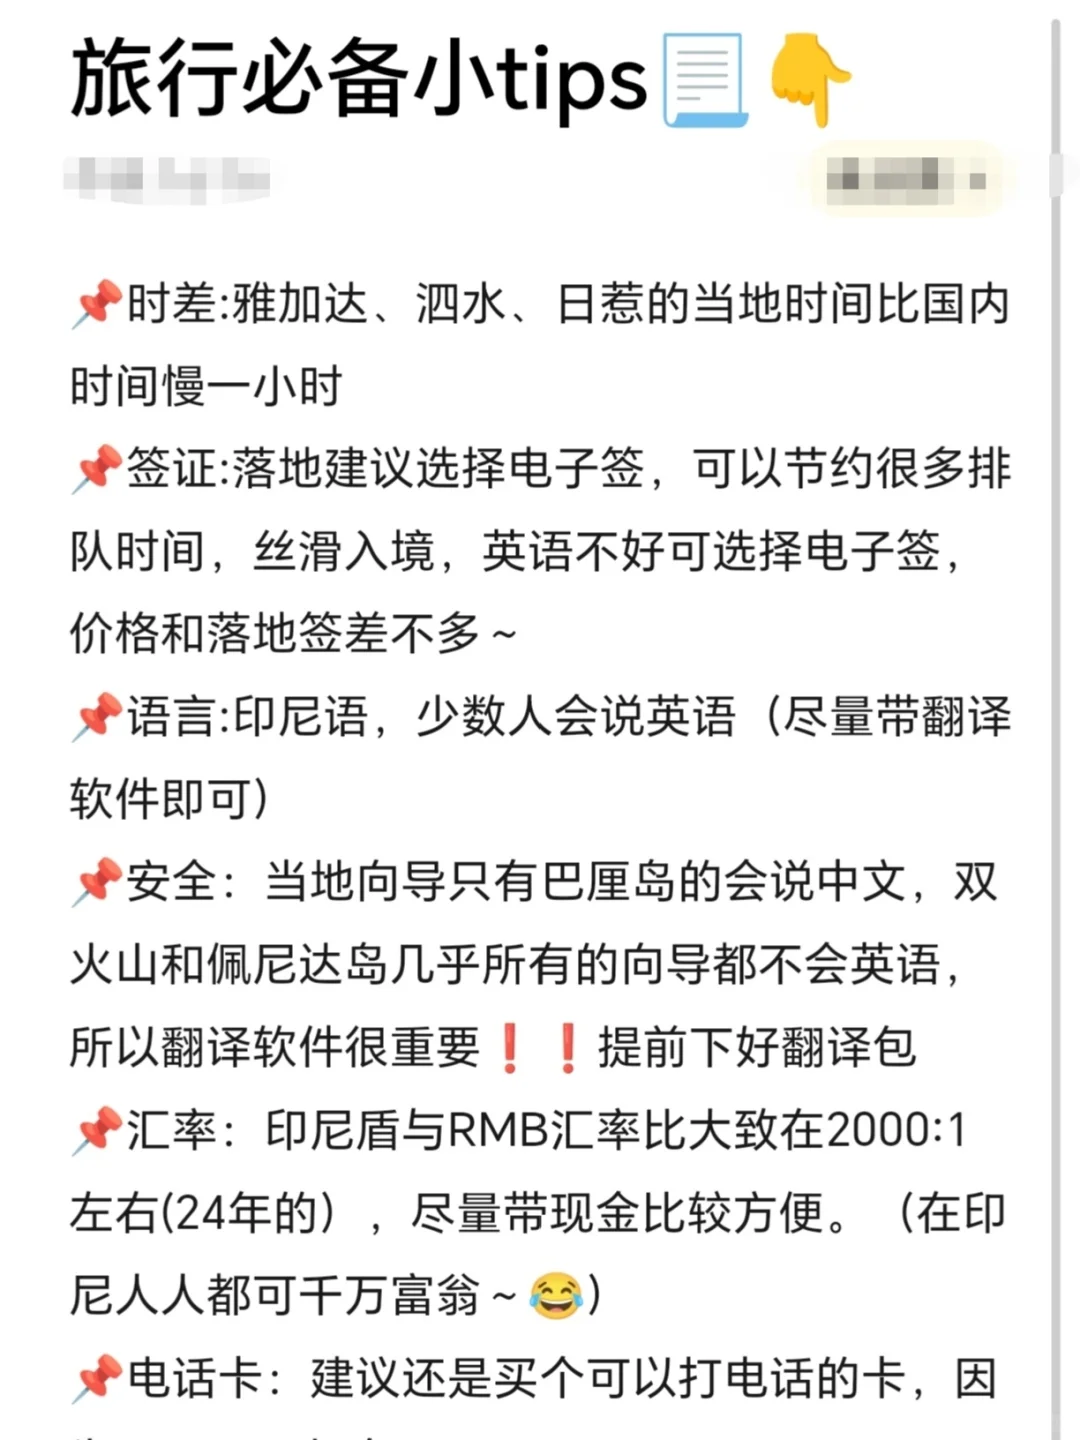 旅行必备小tips📃👇
📌时差:雅加达、泗水、日惹的当地时间比国内
时间慢一小时
📌签证:落地建议选择电子签，可以节约很多排
队时间，丝滑入境，英语不好可选择电子签，
价格和落地签差不多～
📌语言:印尼语，少数人会说英语（尽量带翻译
软件即可）
📌安全：当地向导只有巴厘岛的会说中文，双
火山和佩尼达岛几乎所有的向导都不会英语，
所以翻译软件很重要❗❗提前下好翻译包
📌汇率：印尼盾与RMB汇率比大致在2000:1
左右(24年的），尽量带现金比较方便。（在印
尼人人都可千万富翁～😂）
📌电话卡：建议还是买个可以打电话的卡，因